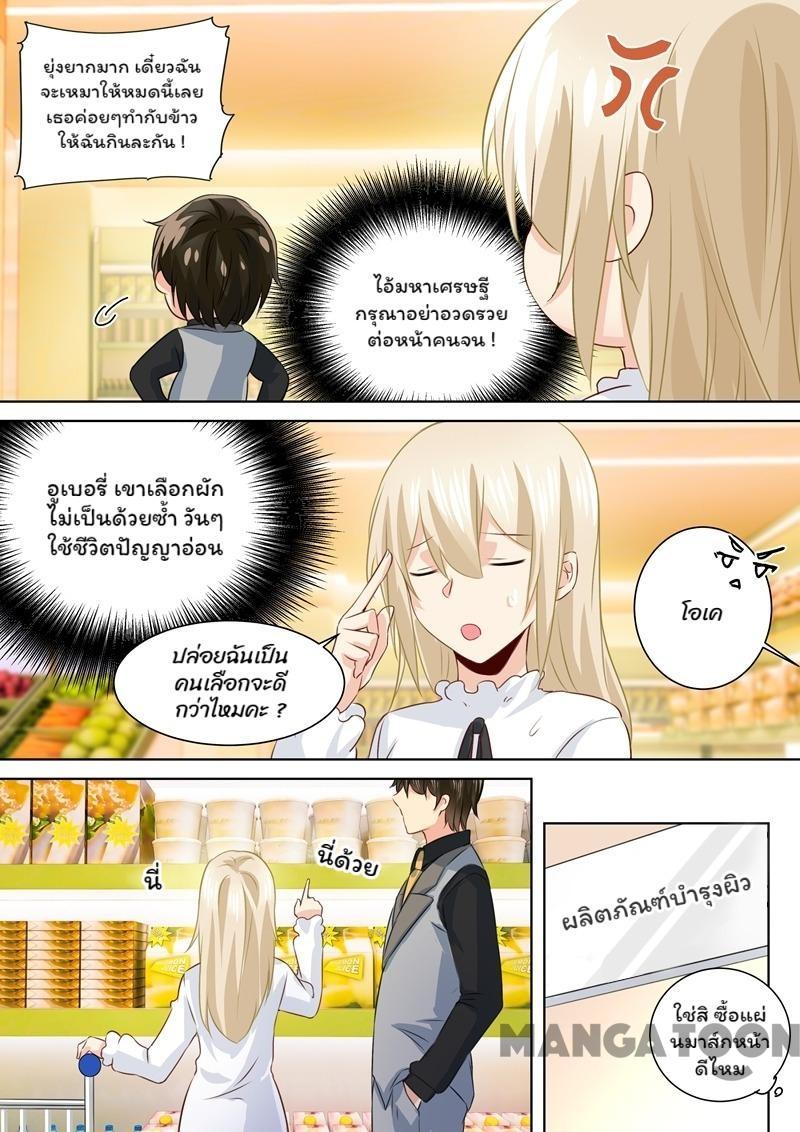 ยุ่งยากมาก เดี๋ยวฉัน
จะเหมาให้หมดนี้เลย
เธอค่อยๆทำกับข้าว
ให้ฉันกินละกัน !
ไอ้มหาเศรษฐี
กรุณาอย่าอวดรวย
ต่อหน้าคนจน !
อูเบอรี่ เขาเลือกผัก
ไม่เป็นด้วยซ้ำ วันๆ
ใช้ชีวิตปัญญาอ่อน
ปล่อยฉันเป็น
คนเลือกจะดี
กว่าไหมคะ ?
โอเค
นี่
นี่ด้วย
ผลิตภัณฑ์บำรุงผิว
ใช่สิ ซื้อแผ่
นมาส์กหน้า
ดีไหม
MANGATOON